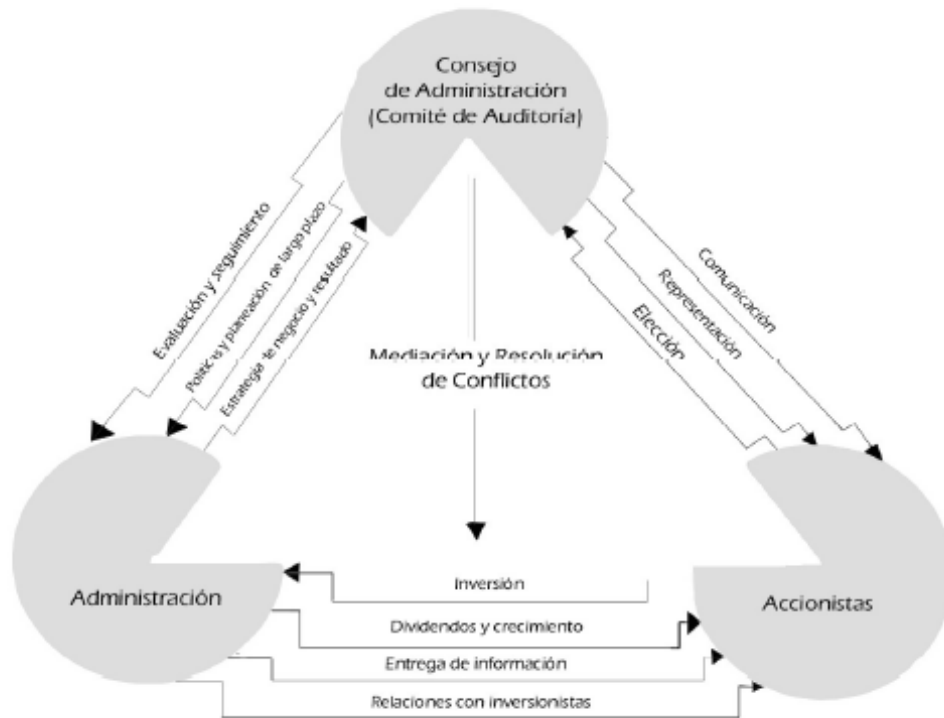 Consejo
de Administración
(Comité de Auditoría)
Evaluación y seguimiento
Políticas y planeación de largo plazo
Estrategia de negocio y resultado
Mediación y Resolución
de Conflictos
Elección
Representación
Comunicación
Administración
Inversión
Dividendos y crecimiento
Entrega de información
Relaciones con inversionistas
Accionistas